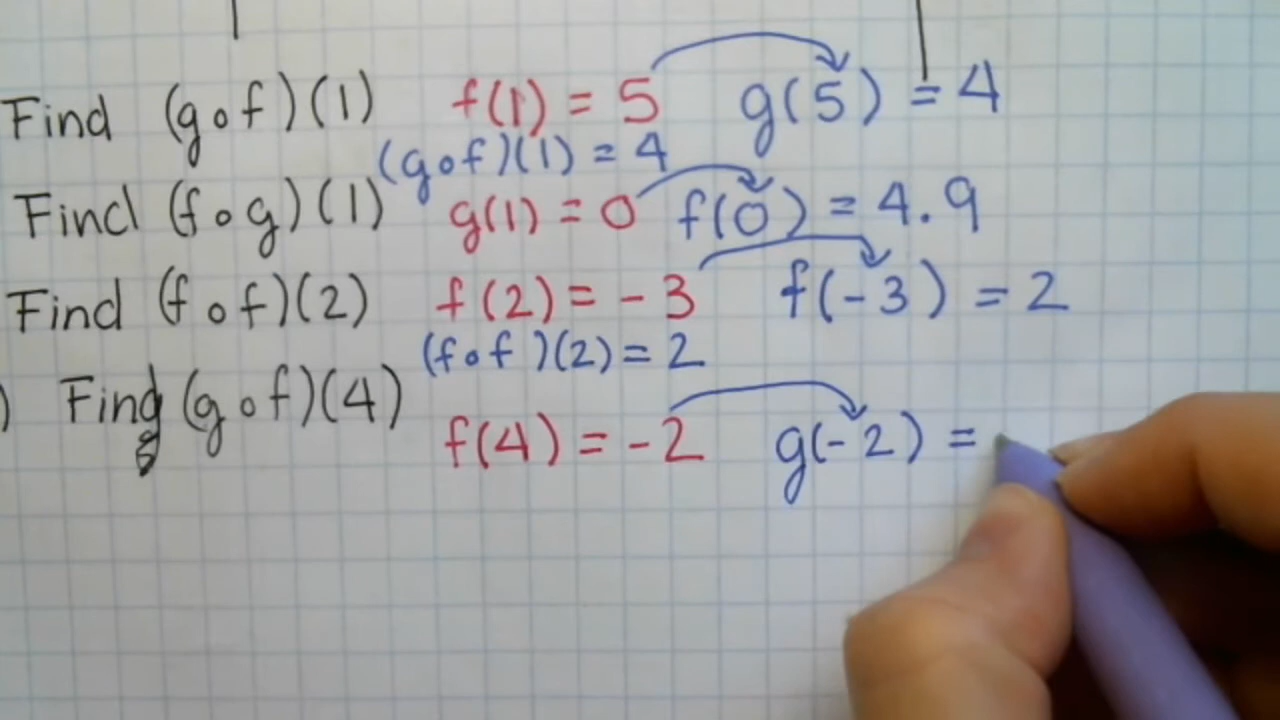 Find (g∘f)(1) f(1) = 5 g(5) = 4
(g∘f)(1) = 4
Find (f∘g)(1) g(1) = 0 f(0) = 4.9
Find (f∘f)(2) f(2) = -3 f(-3) = 2
(f∘f)(2) = 2
) Find (g∘f)(4) f(4) = -2 g(-2) =